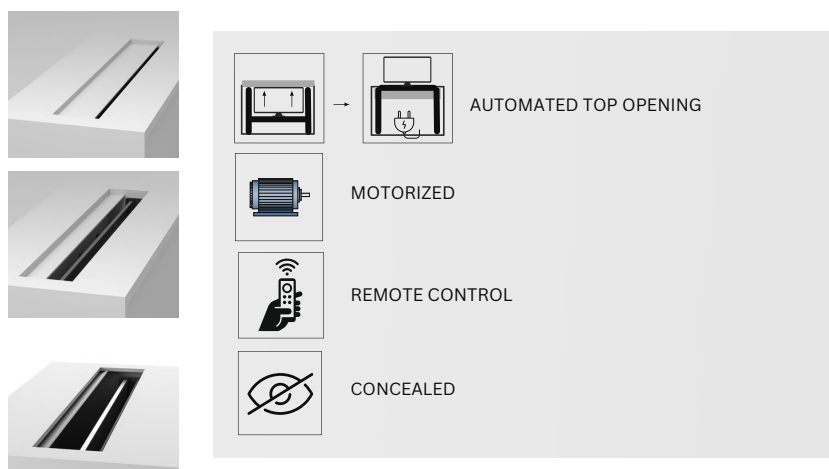 AUTOMATED TOP OPENING
MOTORIZED
REMOTE CONTROL
CONCEALED